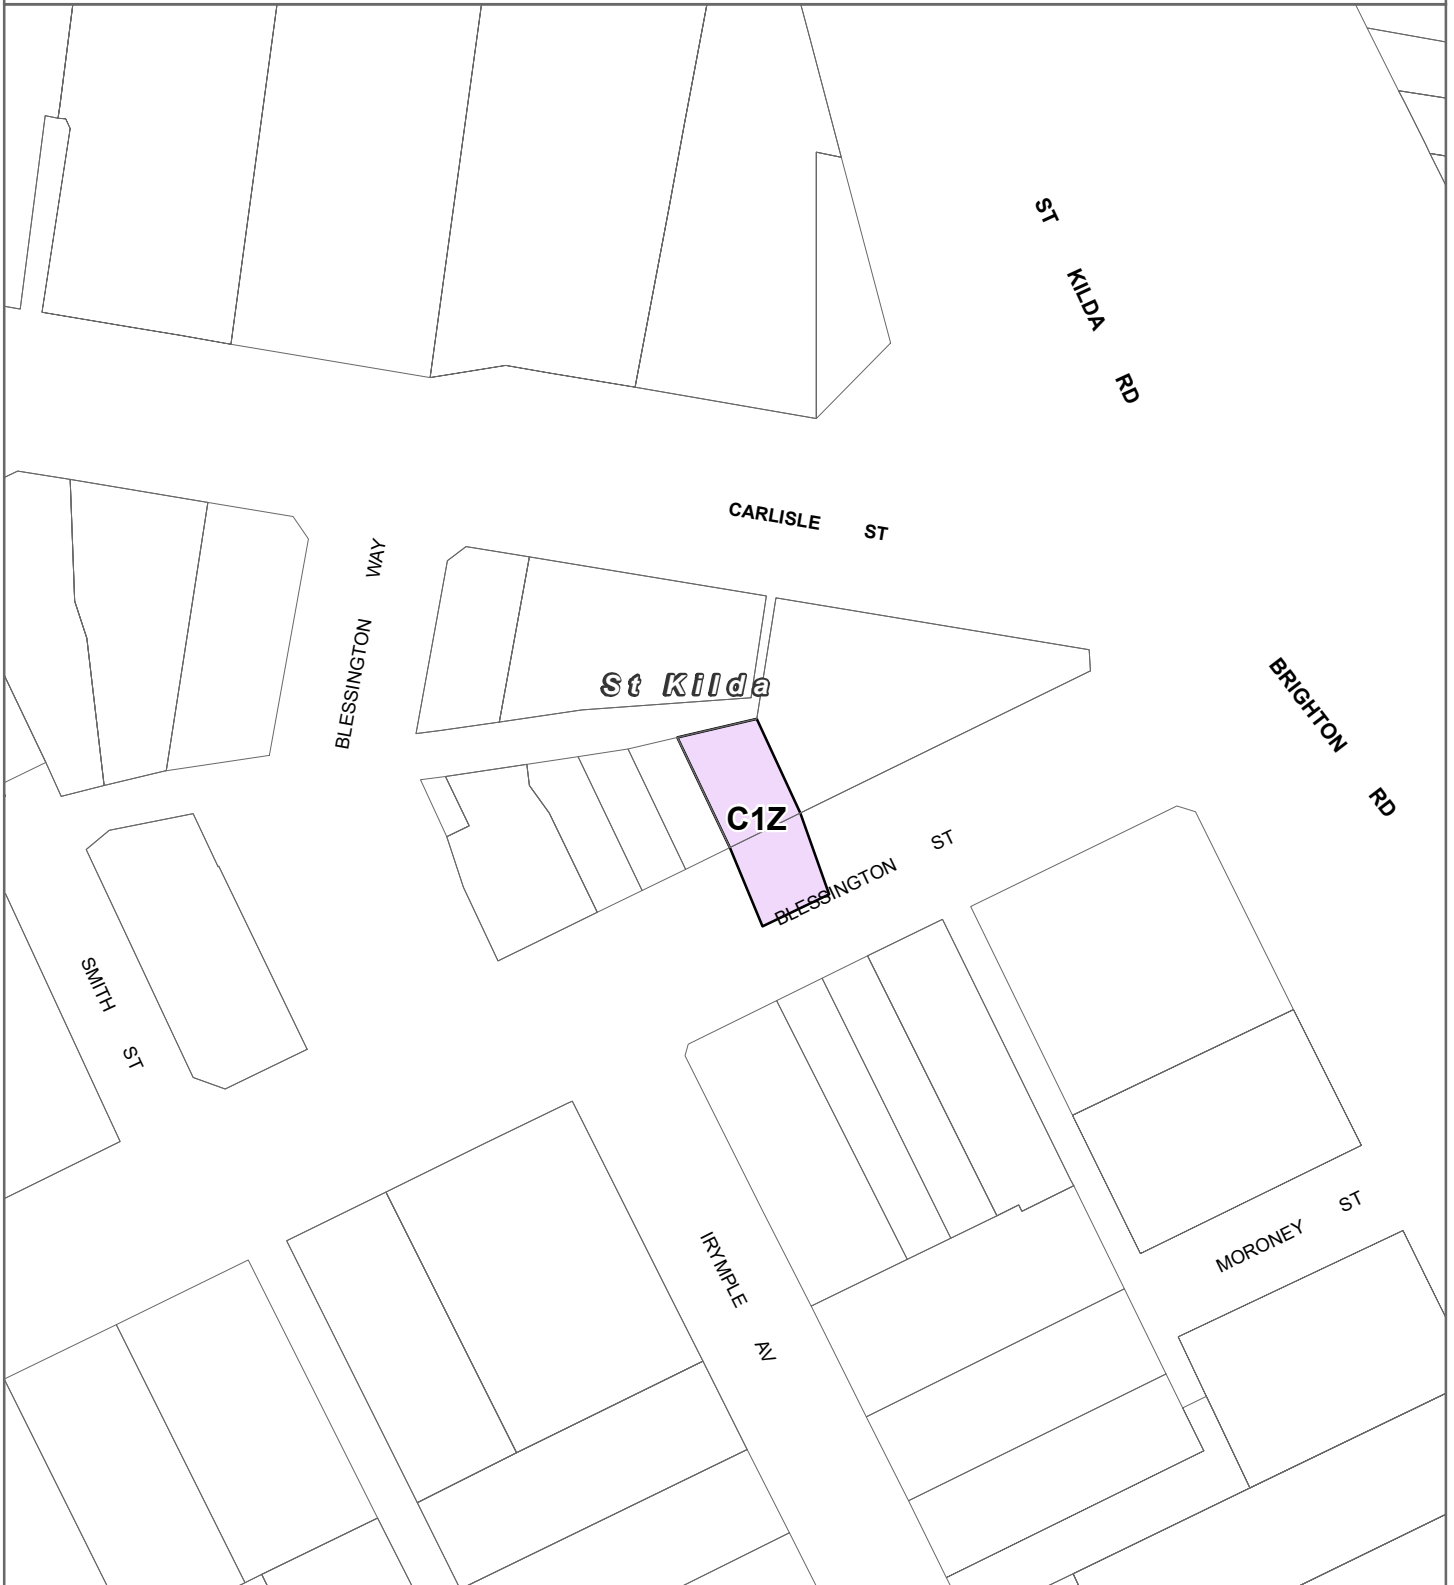 ST KILDA RD
CARLISLE ST
BLESSINGTON WAY
St Kilda
BRIGHTON RD
C1Z
BLESSINGTON ST
SMITH ST
IRYMPLE AV
MORONEY ST